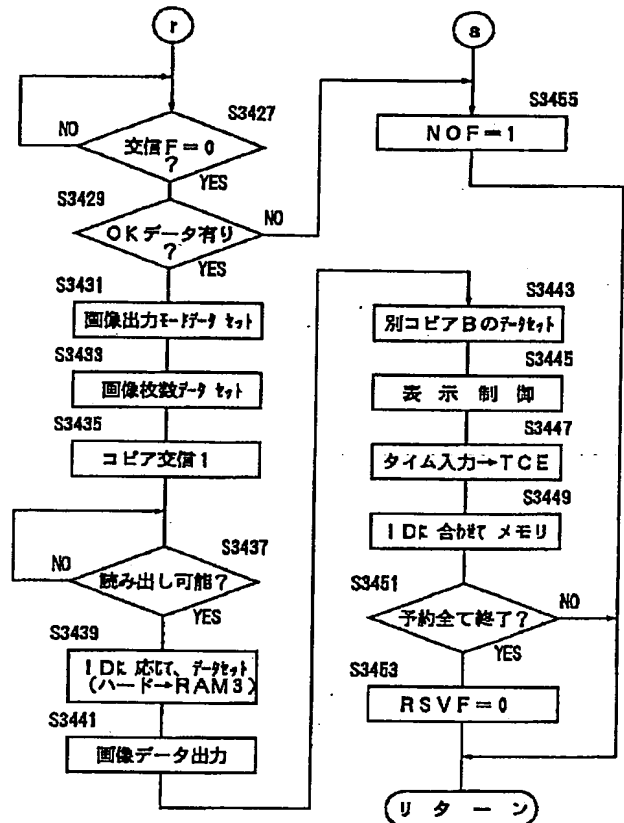 r
S3427
NO
交信F=0
?
YES
S3429
NO
OKデータ有り
?
YES
S3431
画像出力モードデータ セット
S3433
画像枚数データ セット
S3435
コピア交信1
S3437
NO
読み出し可能?
YES
S3439
IDに 応じて、データセット
(ハード→RAM3)
S3441
画像データ出力
s
S3455
NOF=1
S3443
別コピアBのデータセット
S3445
表示制御
S3447
タイム入力→TCE
S3449
IDに 合わせて メモリ
S3451
NO
予約全て終了?
YES
S3453
RSVF=0
リターン